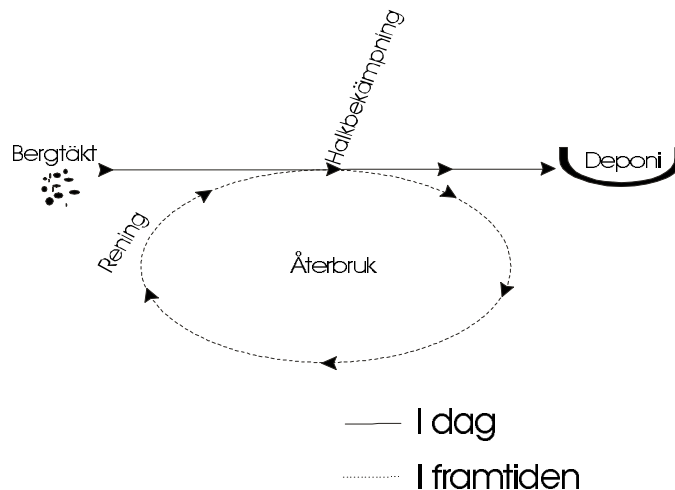 Halkbekämpning
Bergtäkt
Deponi
Rening
Återbruk
I dag
I framtiden